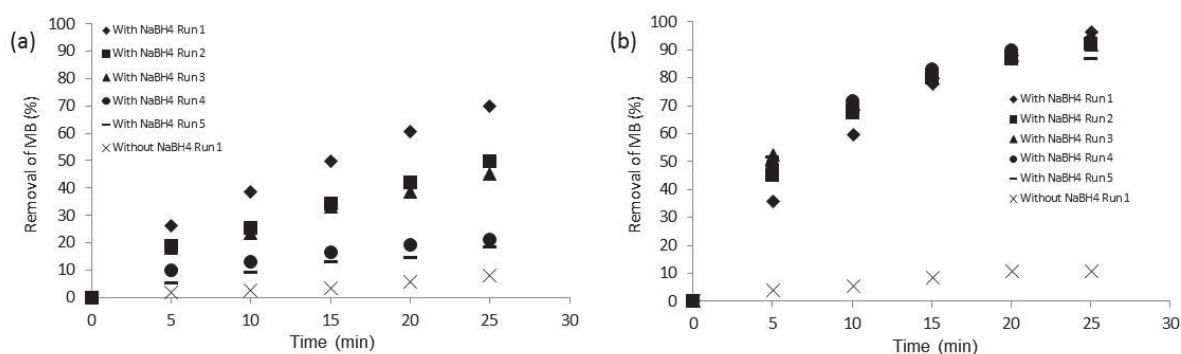 (a)
Removal of MB (%)
100
90
80
70
60
50
40
30
20
10
0
With NaBH4 Run 1
With NaBH4 Run 2
With NaBH4 Run 3
With NaBH4 Run 4
With NaBH4 Run 5
Without NaBH4 Run 1
0 5 10 15 20 25 30
Time (min)
(b)
Removal of MB (%)
100
90
80
70
60
50
40
30
20
10
0
With NaBH4 Run 1
With NaBH4 Run 2
With NaBH4 Run 3
With NaBH4 Run 4
With NaBH4 Run 5
Without NaBH4 Run 1
0 5 10 15 20 25 30
Time (min)